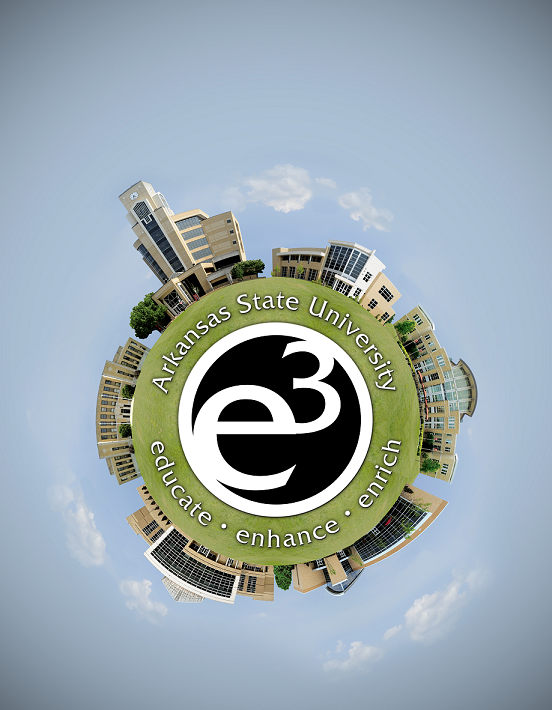 Arkansas State University
e3
educate · enhance · enrich